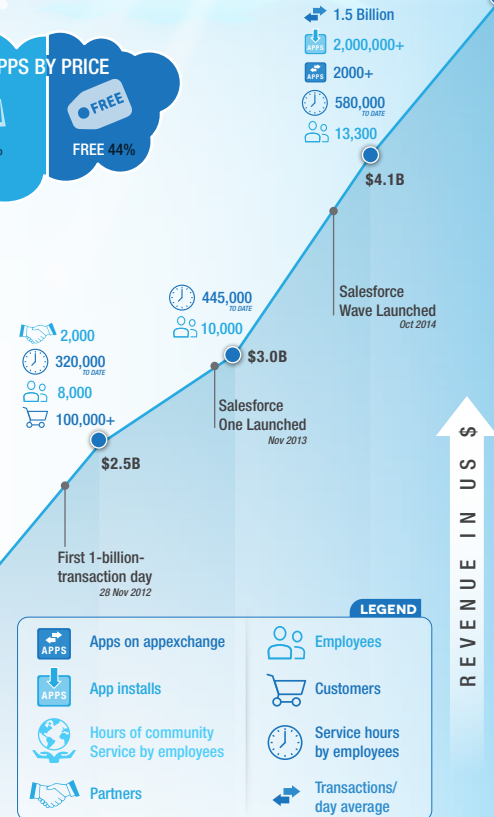 1.5 Billion
APPS
2,000,000+
APPS
2000+
580,000
TO DATE
13,300
$4.1B
PPS BY PRICE
FREE
FREE 44%
%
Salesforce
Wave Launched
Oct 2014
445,000
TO DATE
10,000
$3.0B
Salesforce
One Launched
Nov 2013
2,000
320,000
TO DATE
8,000
100,000+
$2.5B
First 1-billion-
transaction day
28 Nov 2012
REVENUE IN US $
LEGEND
APPS
Apps on appexchange
APPS
App installs
Hours of community
Service by employees
Partners
Employees
Customers
Service hours
by employees
Transactions/
day average